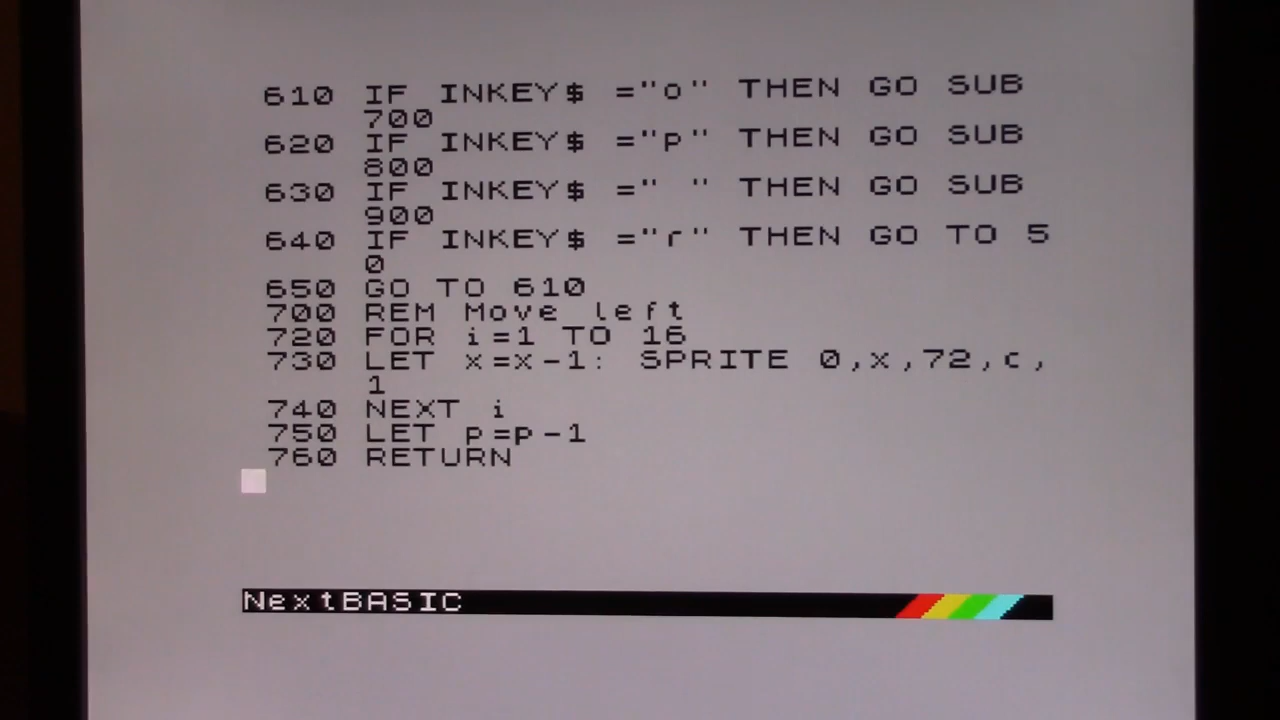 610 IF INKEY$ ="o" THEN GO SUB
700
620 IF INKEY$ ="p" THEN GO SUB
800
630 IF INKEY$ =" " THEN GO SUB
900
640 IF INKEY$ ="r" THEN GO TO 5
0
650 GO TO 610
700 REM Move left
720 FOR i=1 TO 16
730 LET x=x-1: SPRITE 0,x,72,c,
1
740 NEXT i
750 LET p=p-1
760 RETURN
NextBASIC